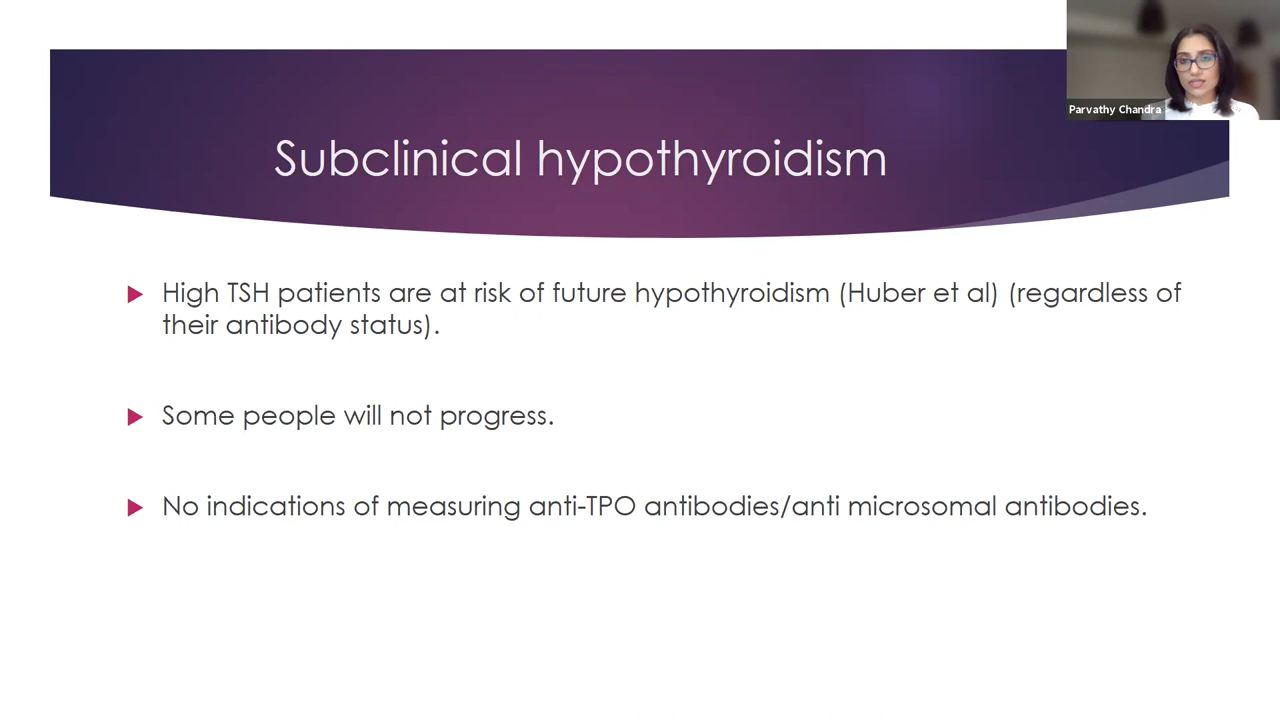 Parvathy Chandra
Subclinical hypothyroidism
High TSH patients are at risk of future hypothyroidism (Huber et al) (regardless of
their antibody status).
Some people will not progress.
No indications of measuring anti-TPO antibodies/anti microsomal antibodies.